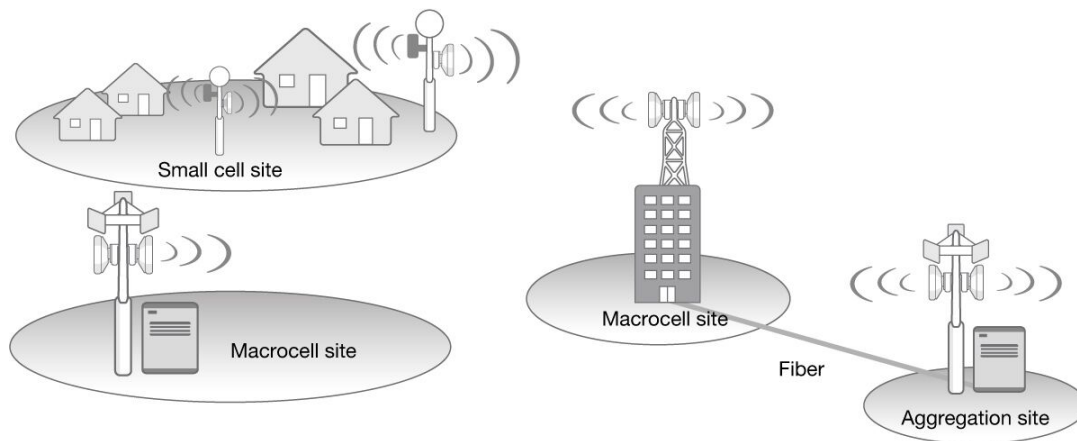 Small cell site
Macrocell site
Macrocell site
Fiber
Aggregation site